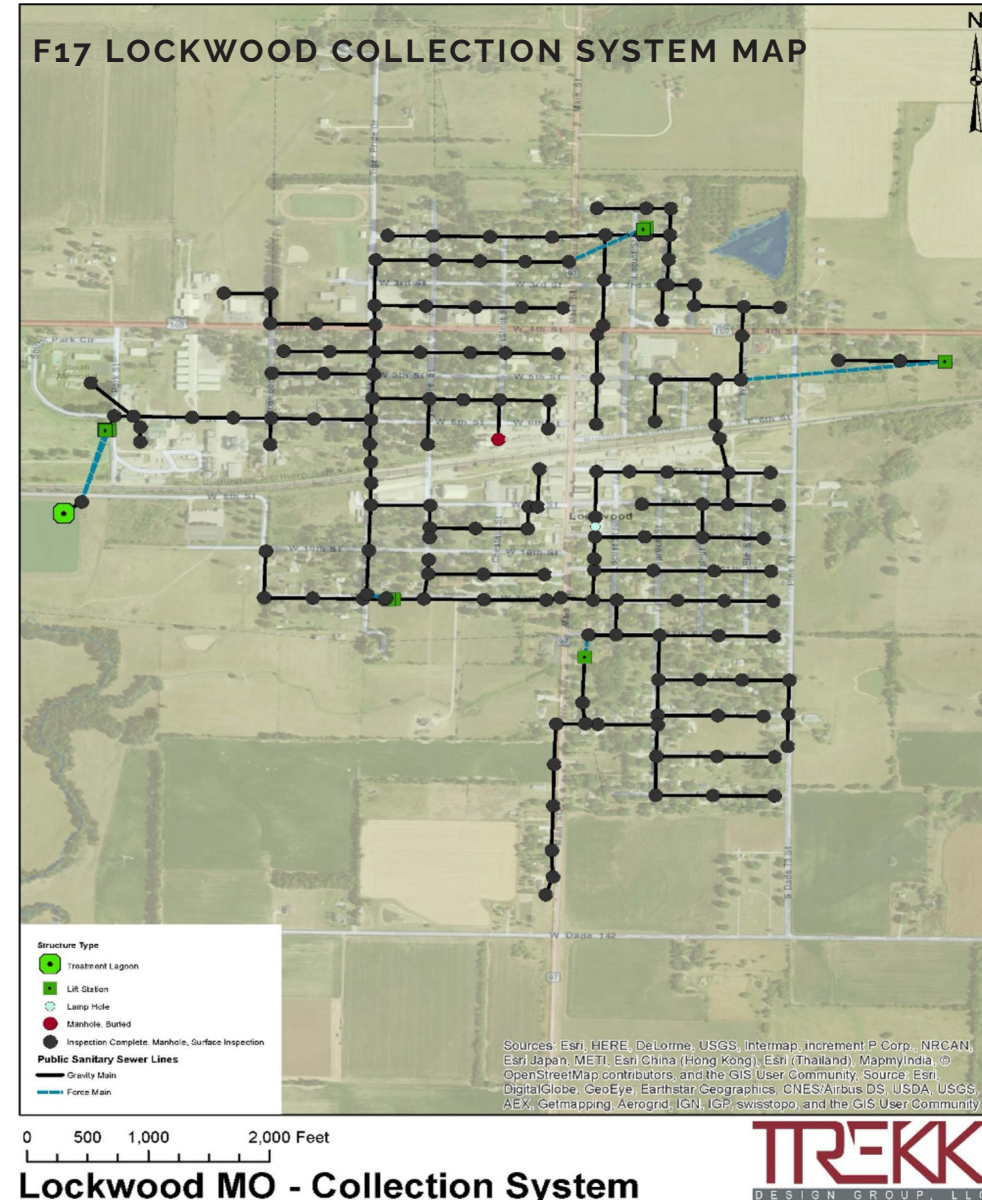 F17 LOCKWOOD COLLECTION SYSTEM MAP
N
Main St
W 3rd St
W 4th St
E 4th St
W 5th St
E 6th St
W 8th St
W 10th St
Lockwood
W Dade 142
S Dade 71 St
97
Structure Type
Treatment Lagoon
Lift Station
Lamp Hole
Manhole, Buried
Inspection Complete, Manhole, Surface Inspection
Public Sanitary Sewer Lines
Gravity Main
Force Main
Sources: Esri, HERE, DeLorme, USGS, Intermap, increment P Corp., NRCAN,
Esri Japan, METI, Esri China (Hong Kong), Esri (Thailand), MapmyIndia, ©
OpenStreetMap contributors, and the GIS User Community, Source: Esri,
DigitalGlobe, GeoEye, Earthstar Geographics, CNES/Airbus DS, USDA, USGS,
AEX, Getmapping, Aerogrid, IGN, IGP, swisstopo, and the GIS User Community
0 500 1,000 2,000 Feet
Lockwood MO - Collection System
TREKK
DESIGN GROUP, LLC